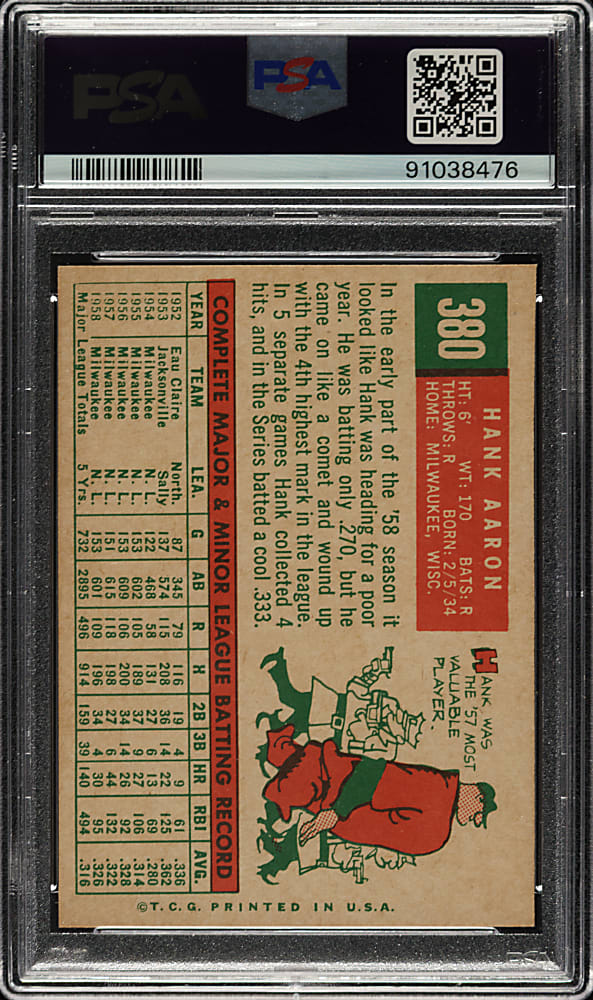 PSA
PSA
91038476
380
HANK AARON
HT: 6' WT: 170 BATS: R
THROWS: R BORN: 2/5/34
HOME: MILWAUKEE, WISC.
In the early part of the '58 season it
looked like Hank was heading for a poor
year. He was batting only .270, but he
came on like a comet and wound up
with the 4th highest mark in the league.
In 5 separate games Hank collected 4
hits, and in the Series batted a cool .333.
HANK WAS
THE '57 MOST
VALUABLE
PLAYER.
COMPLETE MAJOR & MINOR LEAGUE BATTING RECORD
YEAR TEAM LEA. G AB R H 2B 3B HR RBI AVG.
1952 Eau Claire North. 87 345 79 116 19 4 9 61 .336
1953 Jacksonville Sally 137 574 115 208 36 14 22 125 .362
1954 Milwaukee N. L. 122 468 58 131 27 6 13 69 .280
1955 Milwaukee N. L. 153 602 105 189 37 9 27 106 .314
1956 Milwaukee N. L. 153 609 106 200 34 14 26 92 .328
1957 Milwaukee N. L. 151 615 118 198 27 6 44 132 .322
1958 Milwaukee N. L. 153 601 109 196 34 4 30 95 .326
Major League Totals 5 Yrs. 732 2895 496 914 159 39 140 494 .316
©T.C.G. PRINTED IN U.S.A.
PSA